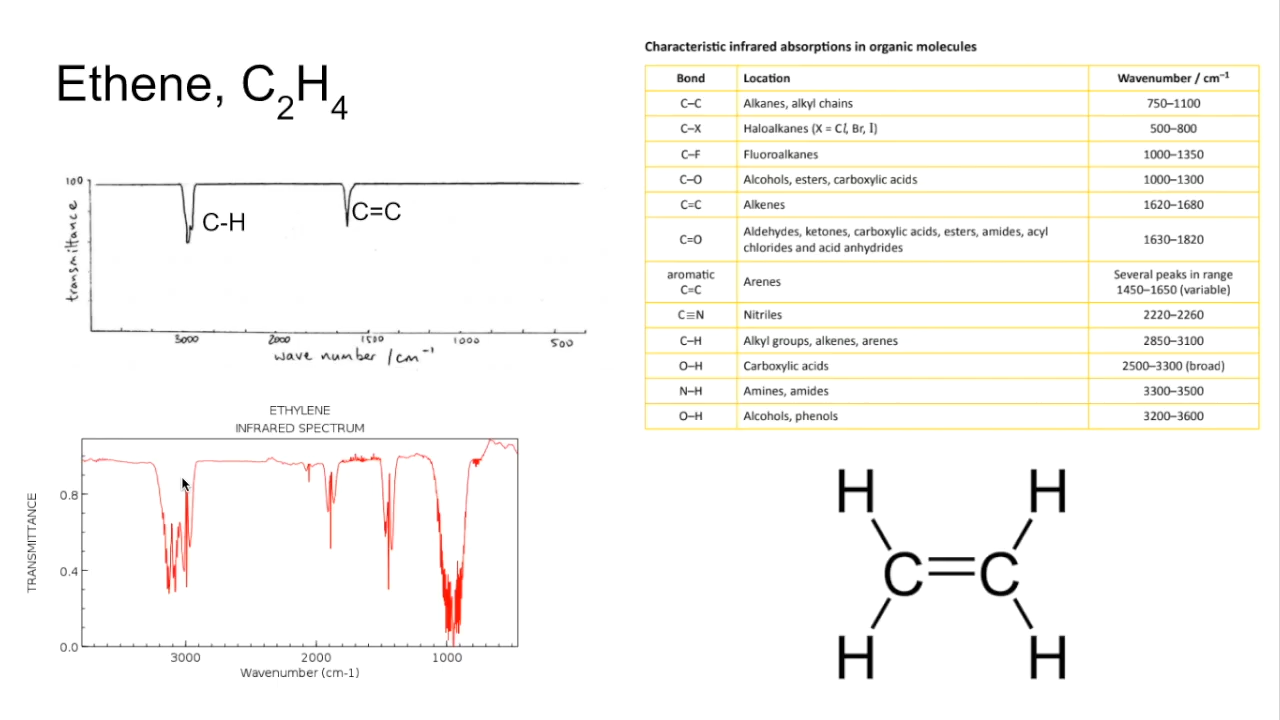 Ethene, C2H4
100
transmittance
C-H
C=C
3000 2000 1500 1000 500
wave number /cm⁻¹
ETHYLENE
INFRARED SPECTRUM
TRANSMITTANCE
0.8
0.4
0.0
3000 2000 1000
Wavenumber (cm-1)
Characteristic infrared absorptions in organic molecules
Bond Location Wavenumber / cm⁻¹
C–C Alkanes, alkyl chains 750–1100
C–X Haloalkanes (X = Cl, Br, I) 500–800
C–F Fluoroalkanes 1000–1350
C–O Alcohols, esters, carboxylic acids 1000–1300
C=C Alkenes 1620–1680
C=O Aldehydes, ketones, carboxylic acids, esters, amides, acyl
chlorides and acid anhydrides 1630–1820
aromatic
C=C Arenes Several peaks in range
1450–1650 (variable)
C≡N Nitriles 2220–2260
C–H Alkyl groups, alkenes, arenes 2850–3100
O–H Carboxylic acids 2500–3300 (broad)
N–H Amines, amides 3300–3500
O–H Alcohols, phenols 3200–3600
H H
C=C
H H